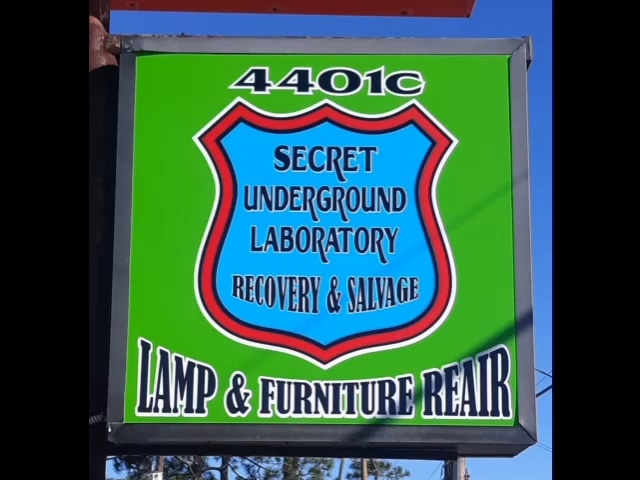 4401C
SECRET
UNDERGROUND
LABORATORY
RECOVERY & SALVAGE
LAMP & FURNITURE REAIR